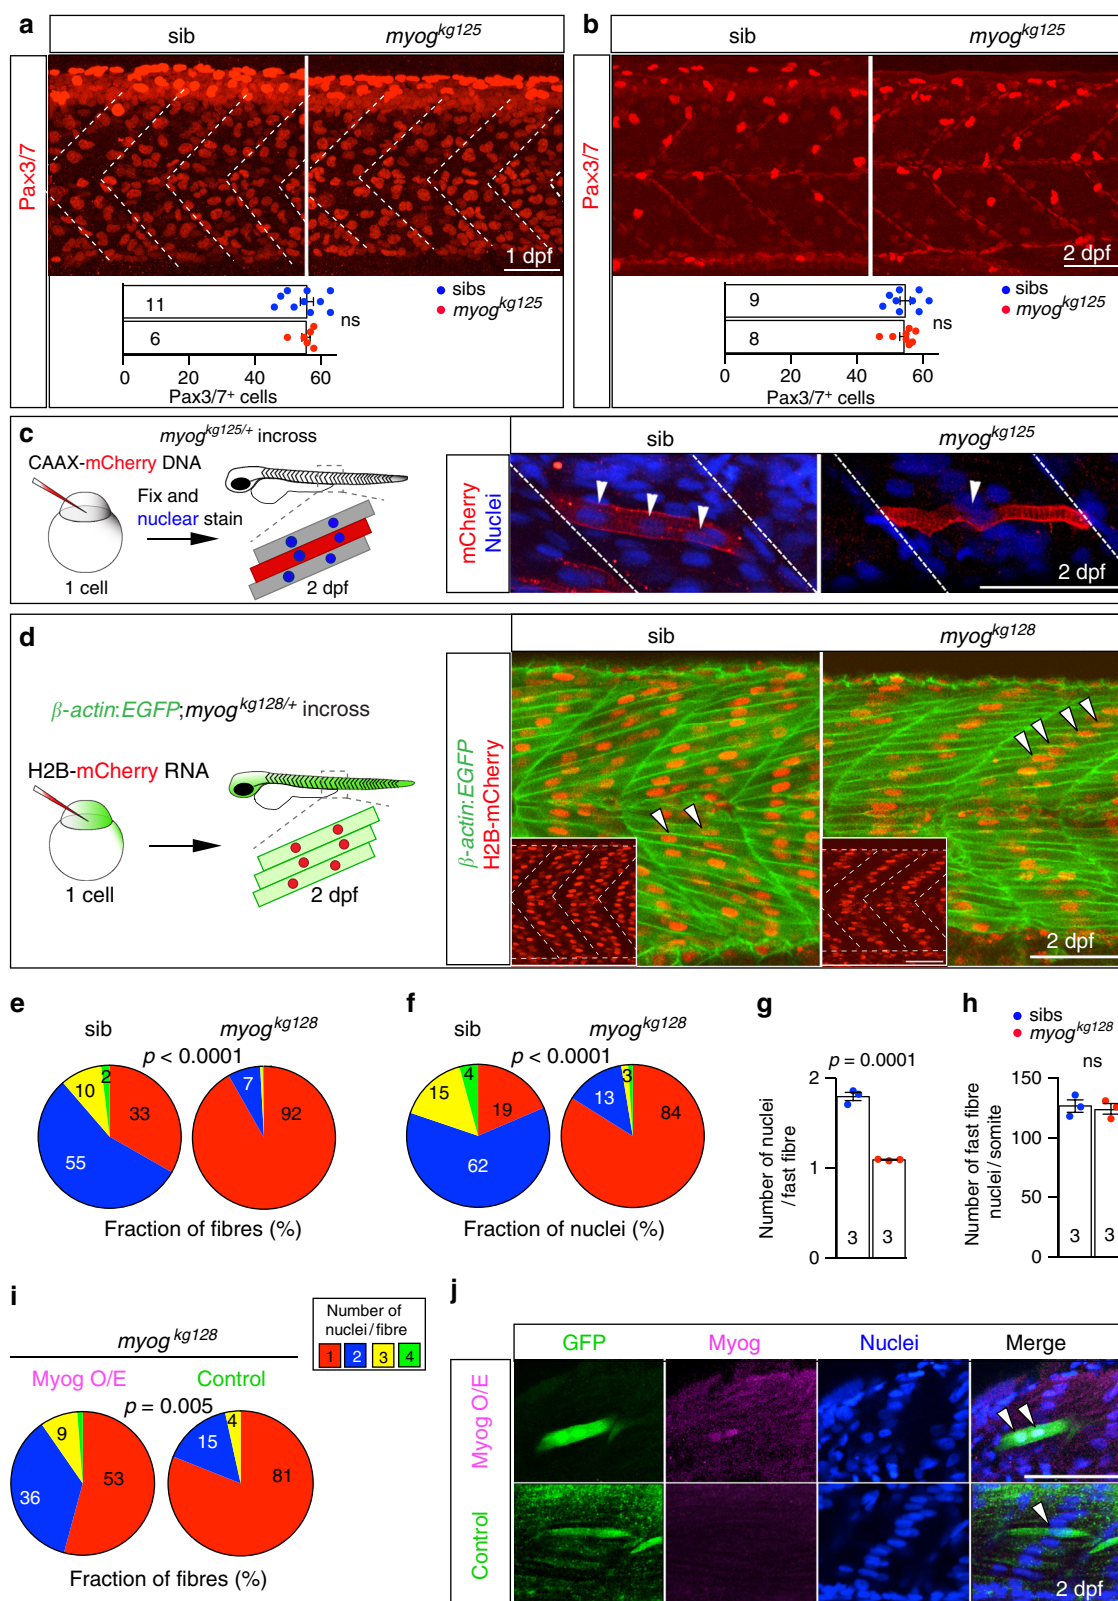 a
sib
myog^kg125
Pax3/7
1 dpf
11
6
ns
sibs
myog^kg125
0 20 40 60
Pax3/7+ cells
b
sib
myog^kg125
Pax3/7
2 dpf
9
8
ns
sibs
myog^kg125
0 20 40 60
Pax3/7+ cells
c
myog^kg125/+ incross
CAAX-mCherry DNA
Fix and
nuclear stain
1 cell
2 dpf
mCherry
Nuclei
sib
myog^kg125
2 dpf
d
β-actin:EGFP;myog^kg128/+ incross
H2B-mCherry RNA
1 cell
2 dpf
β-actin:EGFP
H2B-mCherry
sib
myog^kg128
2 dpf
e
sib
myog^kg128
p < 0.0001
10
2
33
55
7
92
Fraction of fibres (%)
f
sib
myog^kg128
p < 0.0001
15
4
19
62
13
3
84
Fraction of nuclei (%)
g
p = 0.0001
Number of nuclei
/fast fibre
2
1
0
3
3
h
sibs
myog^kg128
ns
Number of fast fibre
nuclei/somite
150
100
50
0
3
3
i
myog^kg128
Number of
nuclei/fibre
1 2 3 4
Myog O/E
Control
p = 0.005
9
53
36
4
15
81
Fraction of fibres (%)
j
GFP
Myog
Nuclei
Merge
Myog O/E
Control
2 dpf